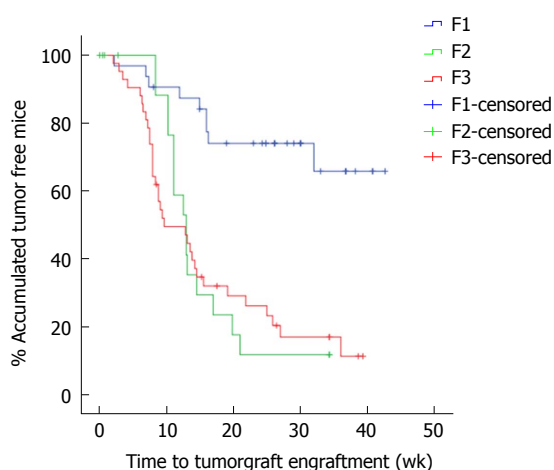 F1
F2
F3
F1-censored
F2-censored
F3-censored
% Accumulated tumor free mice
100
80
60
40
20
0
0 10 20 30 40 50
Time to tumorgraft engraftment (wk)